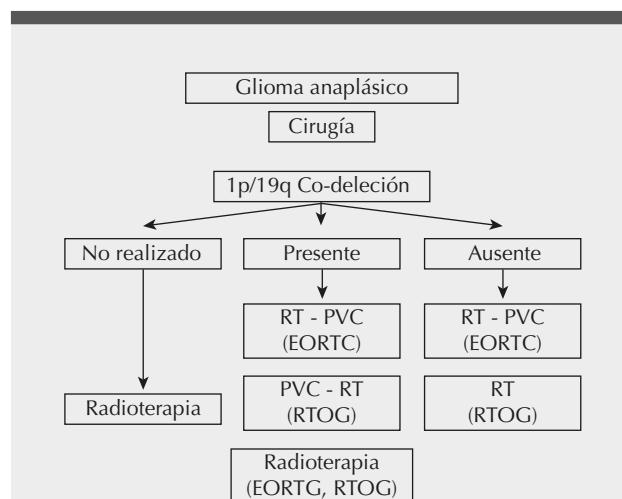 Glioma anaplásico
Cirugía
1p/19q Co-deleción
No realizado
Presente
Ausente
RT - PVC
(EORTC)
RT - PVC
(EORTC)
Radioterapia
PVC - RT
(RTOG)
RT
(RTOG)
Radioterapia
(EORTG, RTOG)